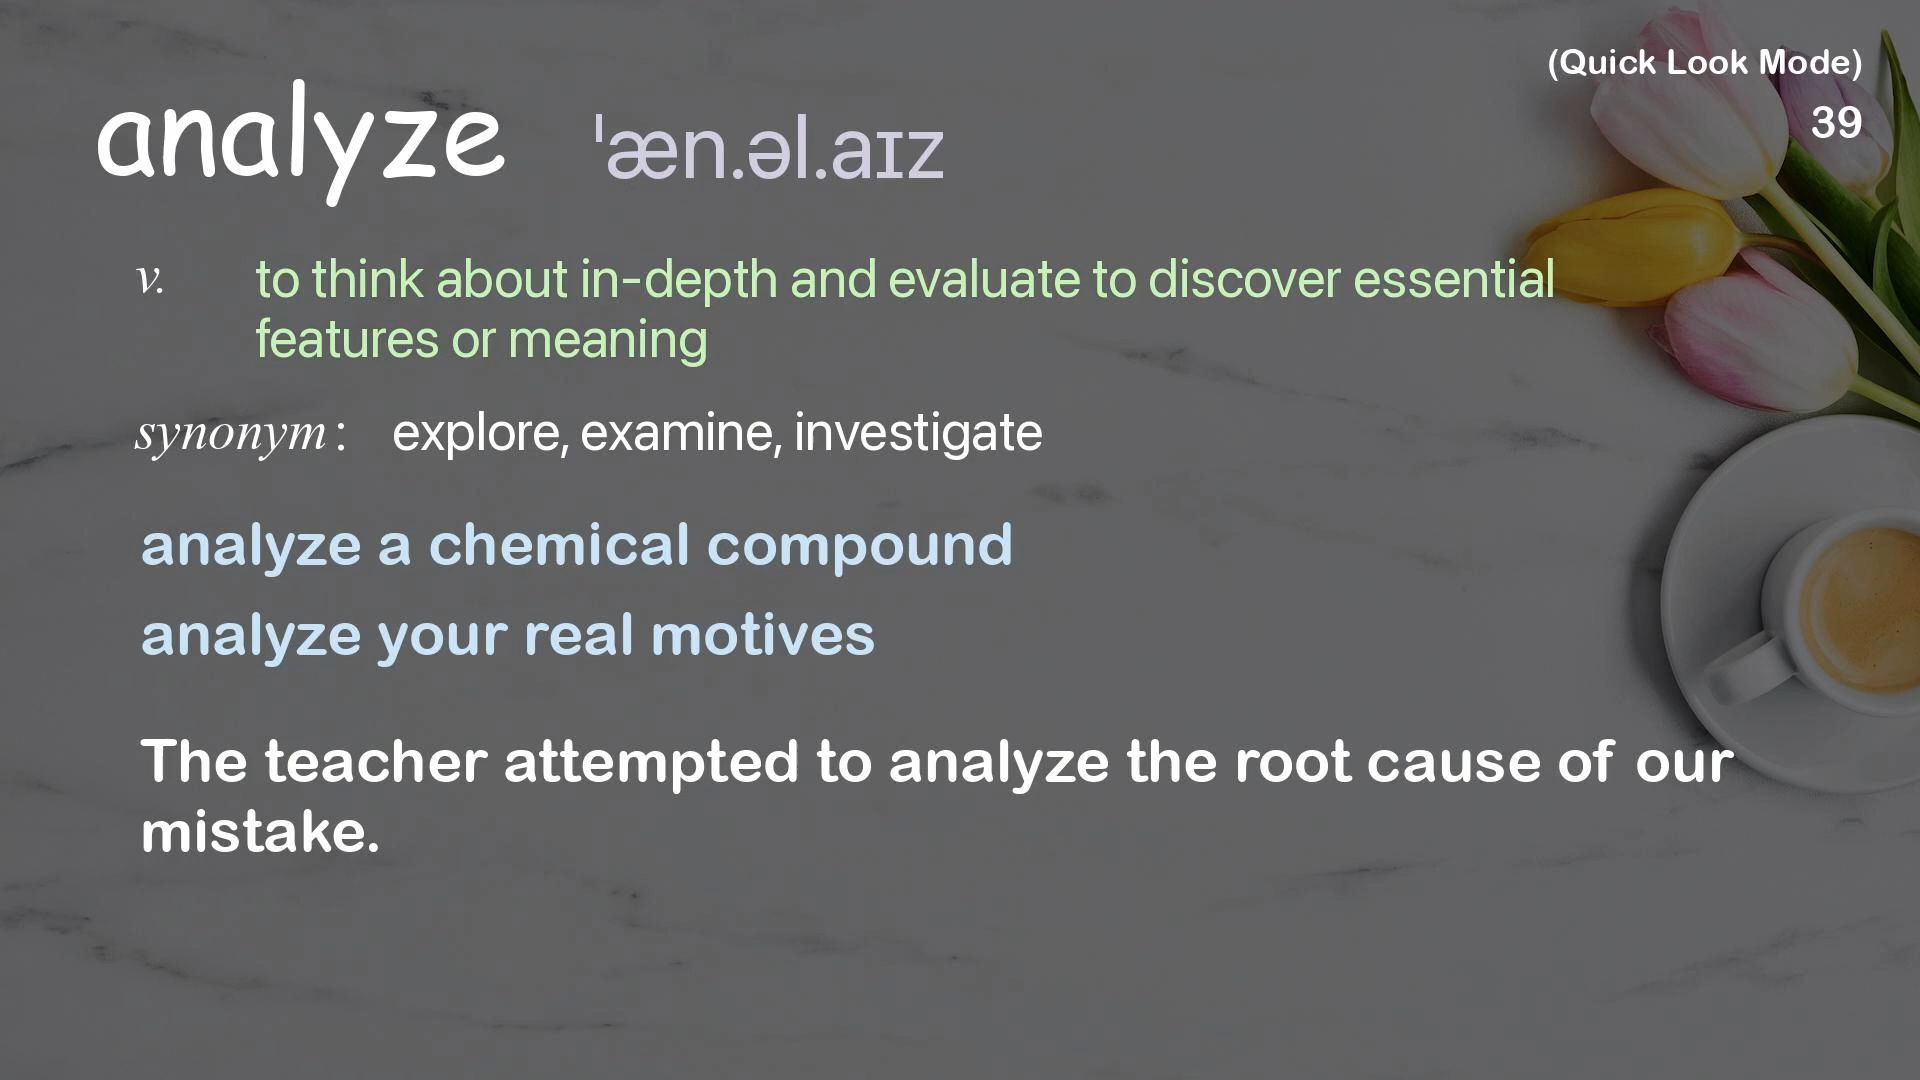 (Quick Look Mode)
39
analyze ˈæn.əl.aɪz
v. to think about in-depth and evaluate to discover essential
features or meaning
synonym: explore, examine, investigate
analyze a chemical compound
analyze your real motives
The teacher attempted to analyze the root cause of our
mistake.